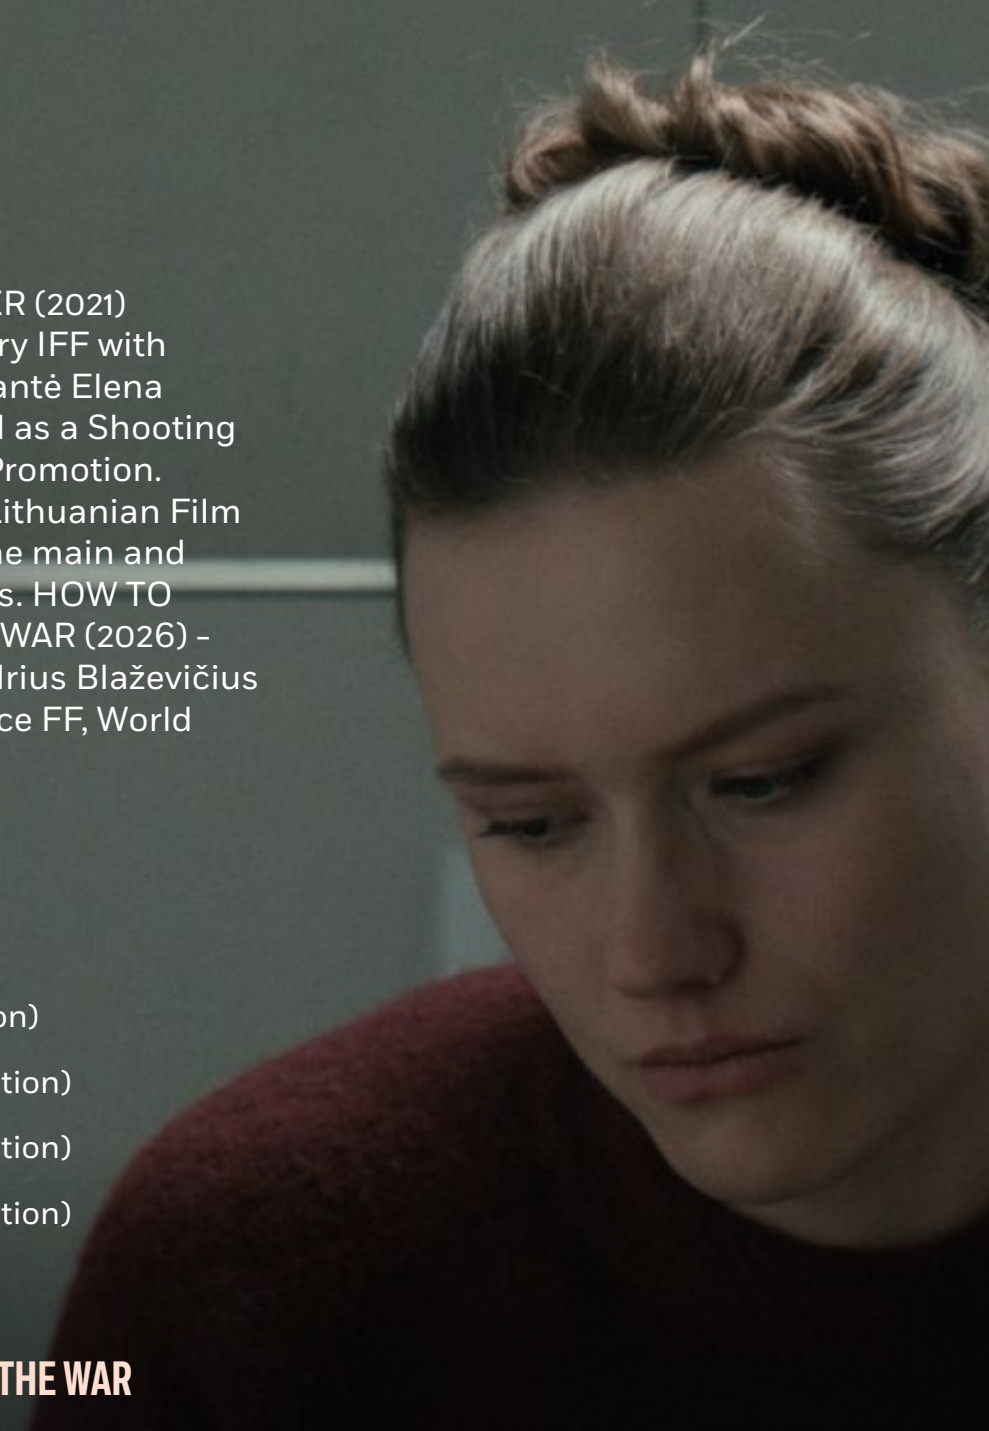 ER (2021)
ry IFF with
antė Elena
d as a Shooting
Promotion.
Lithuanian Film
he main and
s. HOW TO
WAR (2026) -
drius Blaževičius
ce FF, World
on)
tion)
tion)
tion)
THE WAR